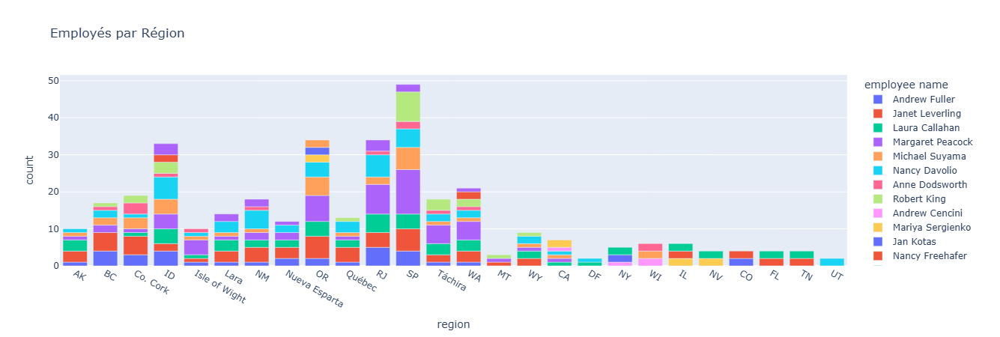 Employés par Région
50
40
30
20
10
0
count
AK
BC
Co. Cork
ID
Isle of Wight
Lara
NM
Nueva Esparta
OR
Québec
RJ
SP
Táchira
WA
MT
WY
CA
DF
NY
WI
IL
NV
CO
FL
TN
UT
region
employee name
Andrew Fuller
Janet Leverling
Laura Callahan
Margaret Peacock
Michael Suyama
Nancy Davolio
Anne Dodsworth
Robert King
Andrew Cencini
Mariya Sergienko
Jan Kotas
Nancy Freehafer